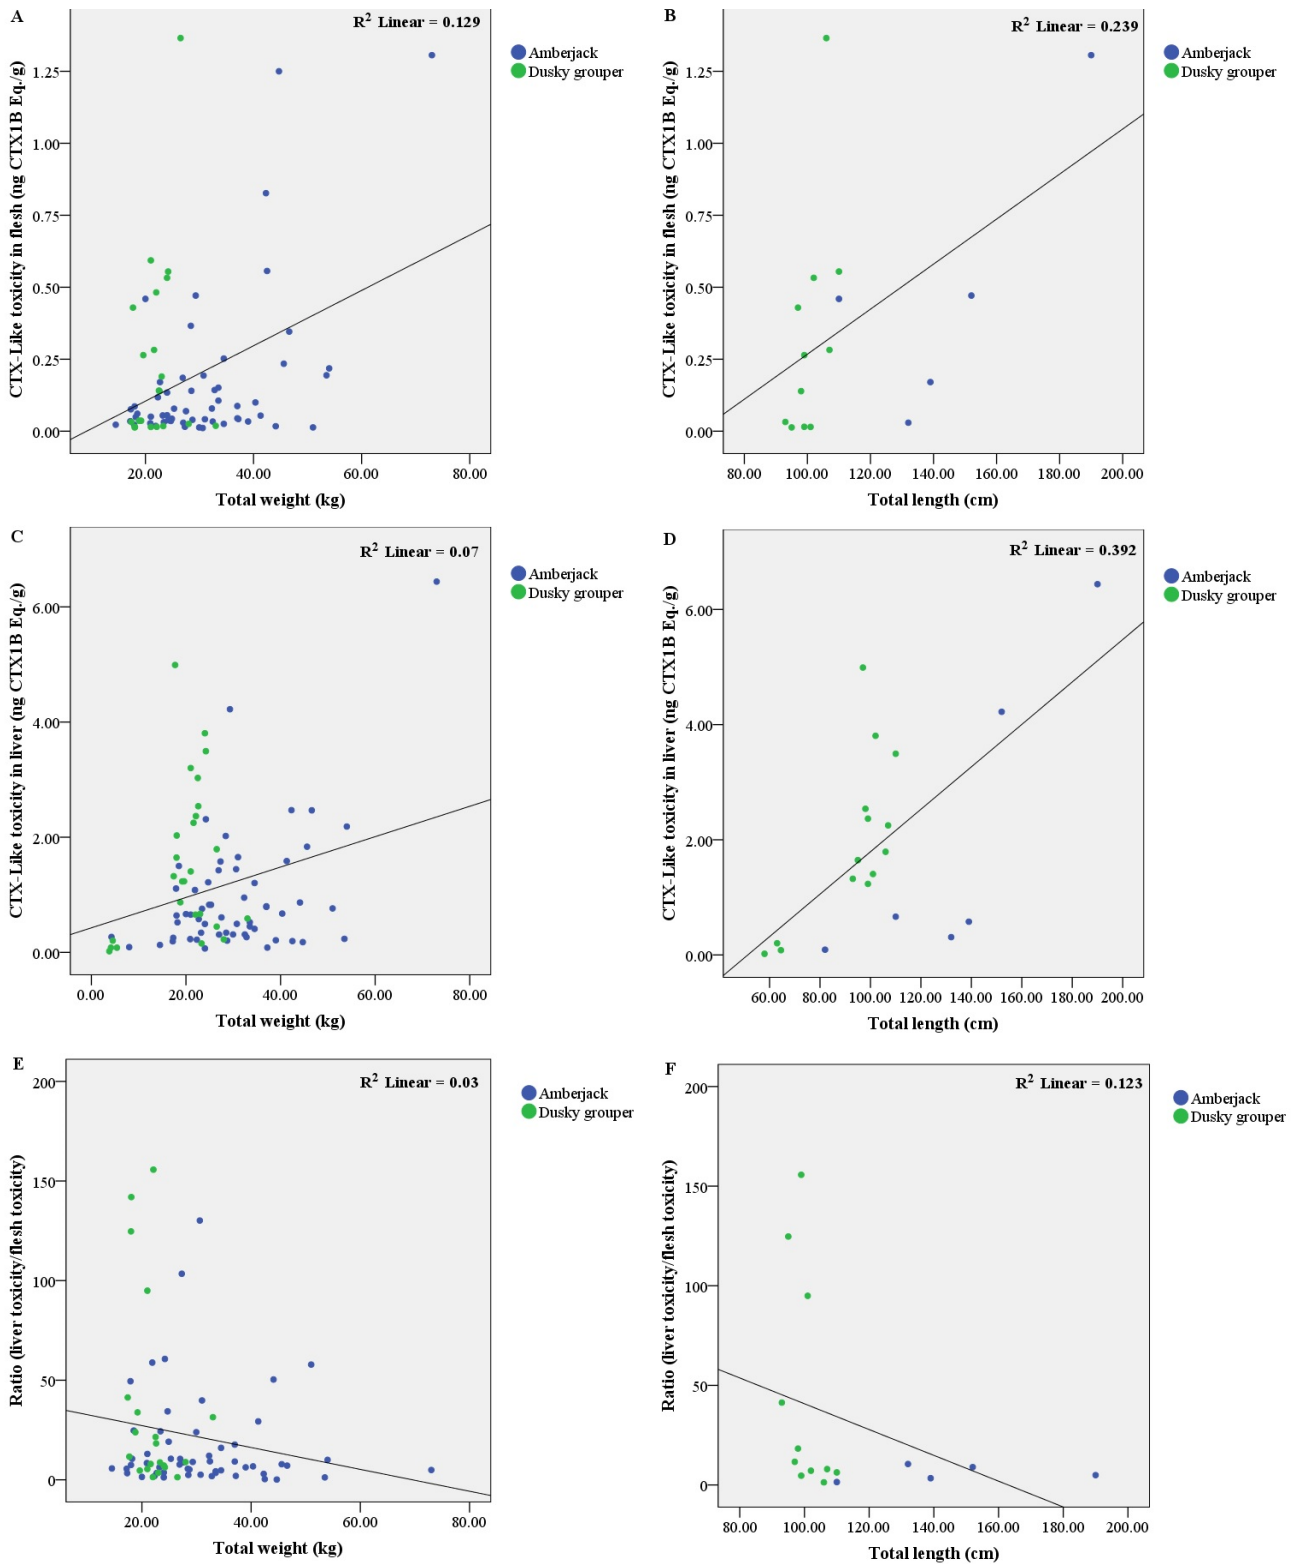 A
R² Linear = 0.129
CTX-Like toxicity in flesh (ng CTX1B Eq./g)
1.25
1.00
0.75
0.50
0.25
0.00
20.00 40.00 60.00 80.00
Total weight (kg)
Amberjack
Dusky grouper
B
R² Linear = 0.239
CTX-Like toxicity in flesh (ng CTX1B Eq./g)
1.25
1.00
0.75
0.50
0.25
0.00
80.00 100.00 120.00 140.00 160.00 180.00 200.00
Total length (cm)
Amberjack
Dusky grouper
C
R² Linear = 0.07
CTX-Like toxicity in liver (ng CTX1B Eq./g)
6.00
4.00
2.00
0.00
0.00 20.00 40.00 60.00 80.00
Total weight (kg)
Amberjack
Dusky grouper
D
R² Linear = 0.392
CTX-Like toxicity in liver (ng CTX1B Eq./g)
6.00
4.00
2.00
0.00
60.00 80.00 100.00 120.00 140.00 160.00 180.00 200.00
Total length (cm)
Amberjack
Dusky grouper
E
R² Linear = 0.03
Ratio (liver toxicity/flesh toxicity)
200
150
100
50
0
20.00 40.00 60.00 80.00
Total weight (kg)
Amberjack
Dusky grouper
F
R² Linear = 0.123
Ratio (liver toxicity/flesh toxicity)
200
150
100
50
0
80.00 100.00 120.00 140.00 160.00 180.00 200.00
Total length (cm)
Amberjack
Dusky grouper